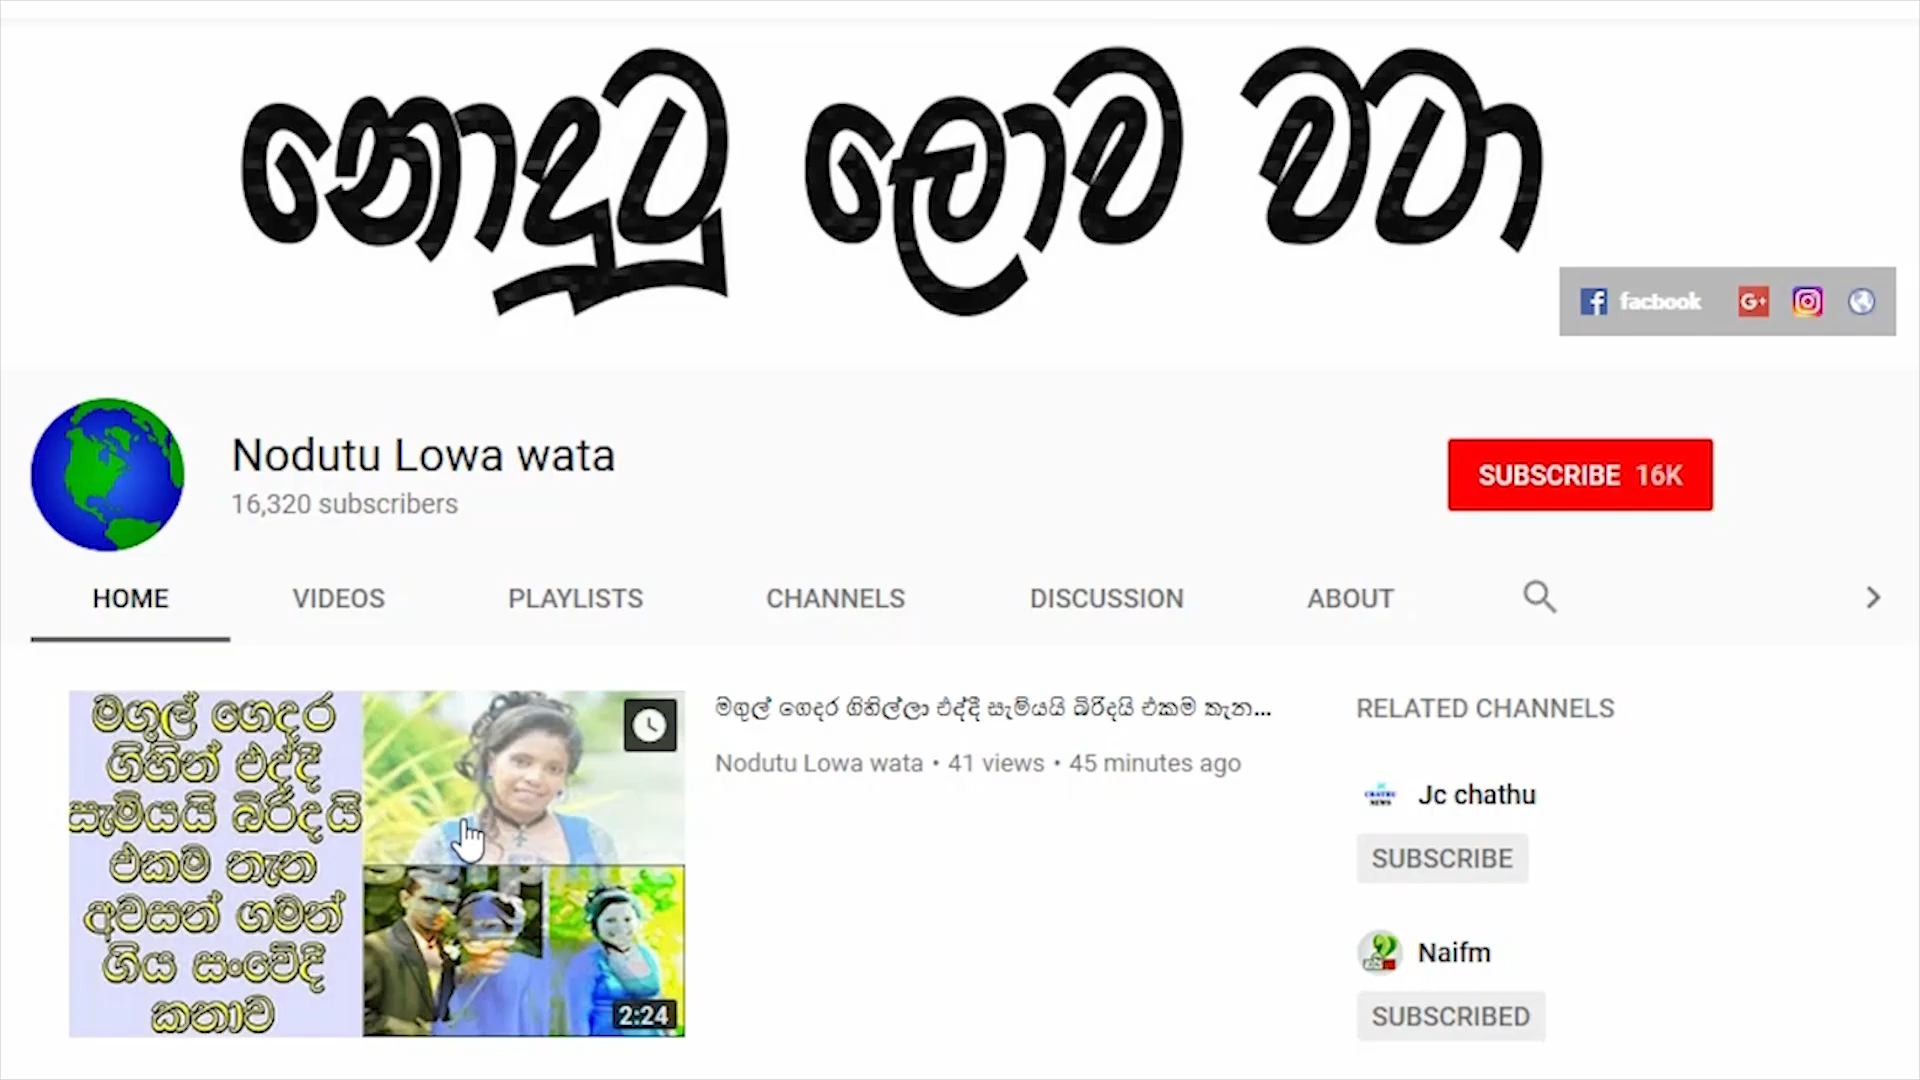 නොදුටු ලොව වටා
facbook
Nodutu Lowa wata
16,320 subscribers
SUBSCRIBE 16K
HOME VIDEOS PLAYLISTS CHANNELS DISCUSSION ABOUT
මගුල් ගෙදර
ගිහින් එද්දී
සැමියයි බිරිදයි
එකම තැන
අවසන් ගමන්
ගිය සංවේදී
කතාව
2:24
මගුල් ගෙදර ගිහිල්ලා එද්දී සැමියයි බිරිදයි එකම තැන...
Nodutu Lowa wata • 41 views • 45 minutes ago
RELATED CHANNELS
CHATHU
NEWS
Jc chathu
SUBSCRIBE
Naifm
SUBSCRIBED